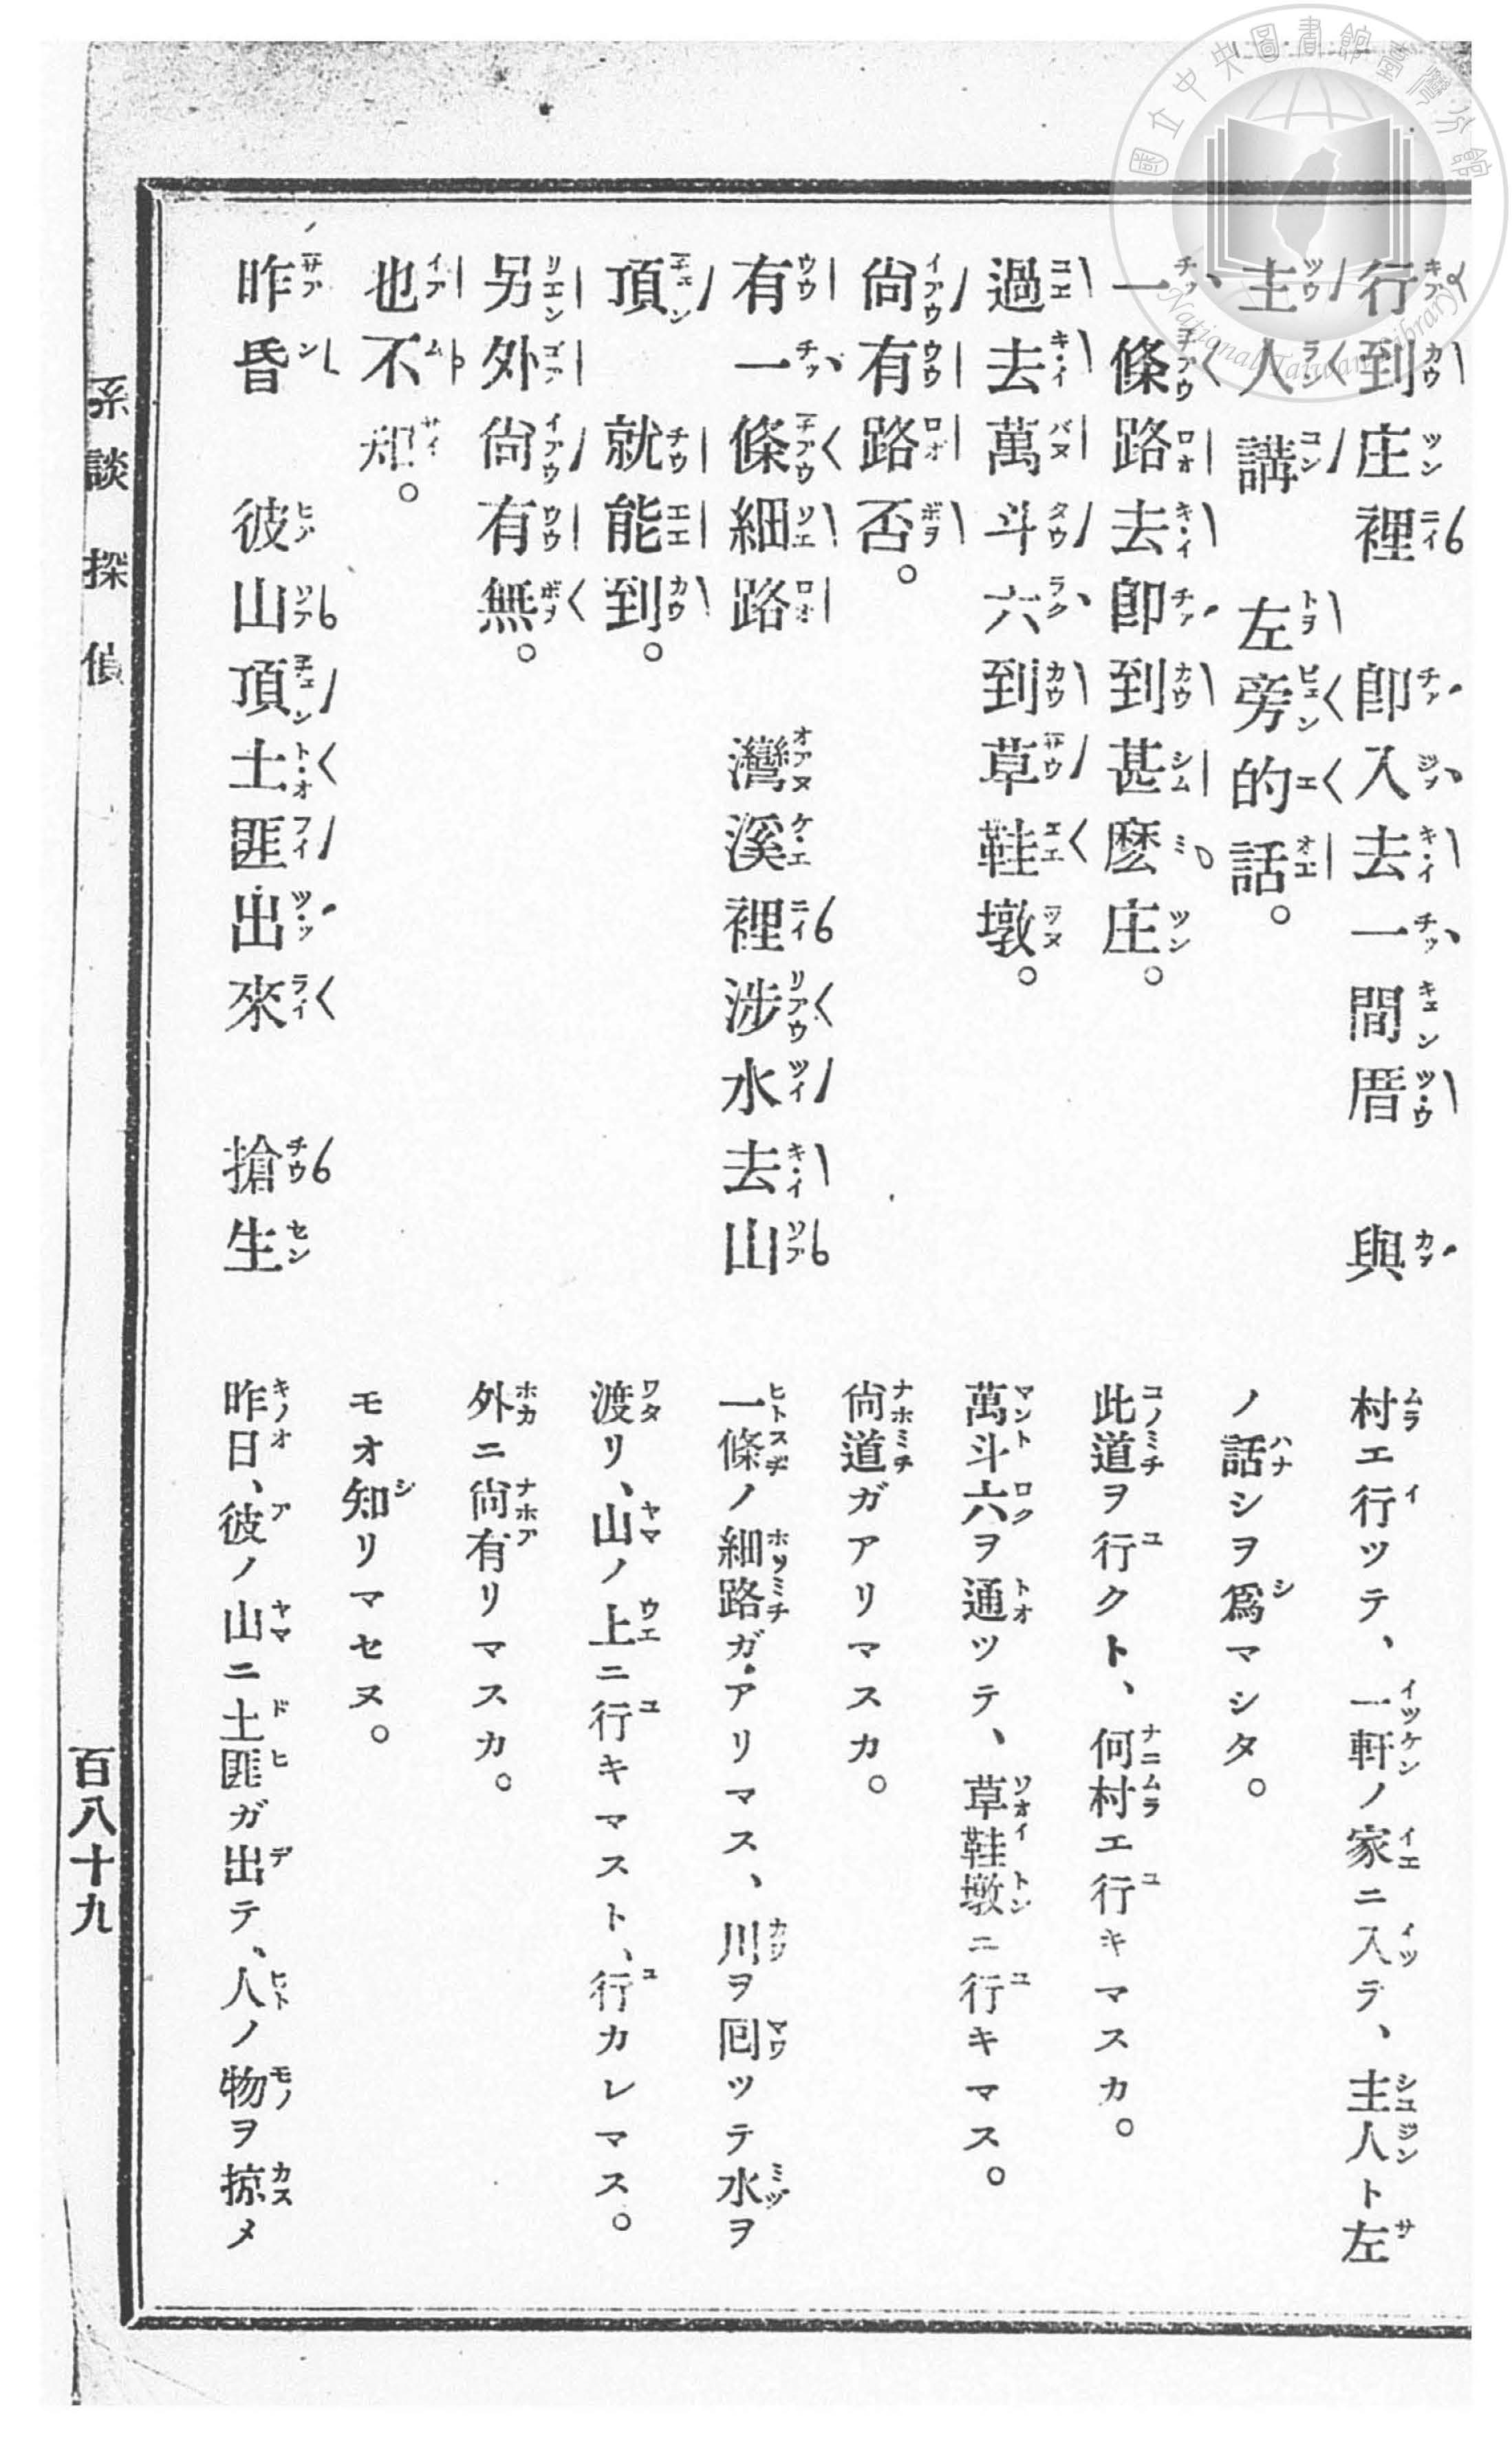 行到庄裡 卽入去一間厝 與
主人講 左旁的話。
一條路去卽到甚麽庄。
過去萬斗六到草鞋墩。
尙有路否。
有一條細路 灣溪裡涉水去山
頂 就能到。
另外尙有無。
也不知。
昨昏 彼山頂土匪出來 搶生
村エ行ツテ、一軒ノ家ニ入ヲ、主人ト左
ノ話シヲ爲マシタ。
此道ヲ行クト、何村エ行キマスカ。
萬斗六ヲ通ツテ、草鞋墩ニ行キマス。
尙道ガアリマスカ。
一條ノ細路ガアリマス、川ヲ囘ツテ水ヲ
渡リ、山ノ上ニ行キマスト、行カレマス。
外ニ尙有リマスカ。
モオ知リマセヌ。
昨日、彼ノ山ニ土匪ガ出テ、人ノ物ヲ掠メ
系談 探偵
百八十九
國立中央圖書館臺灣分館
National Taiwan Library